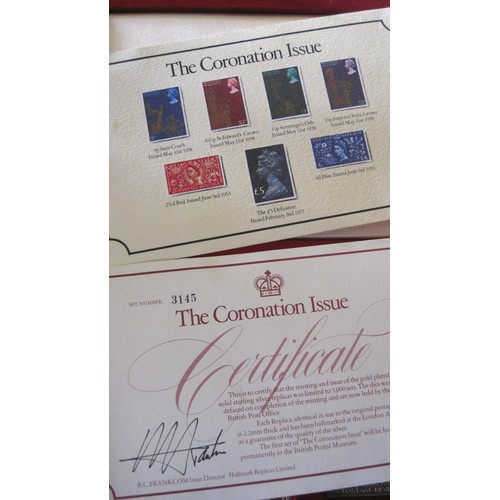 The Coronation Issue
9p State Coach
Issued May 31st 1978
10½p St Edward's Crown
Issued May 31st 1978
11p Sovereign's Orb
Issued May 31st 1978
13p Imperial State Crown
Issued May 31st 1978
2½d Red, Issued June 3rd 1953
£5
The £5 Definitive
Issued February 2nd 1977
4d Blue, Issued June 3rd 1953
SET NUMBER 3145
The Coronation Issue
Certificate
This is to certify that the minting and issue of the gold plated
solid sterling silver replicas was limited to 5,000 sets. The dies were
defaced on completion of the minting and are now held by the
British Post Office.
Each Replica, identical in size to the original postage
is 2.2mm thick and has been hallmarked at the London
as a guarantee of the quality of the silver.
The first set of "The Coronation Issue" will be
permanently in the British Postal Museum.
B.C. FRANKCOM Issue Director Hallmark Replicas Limited